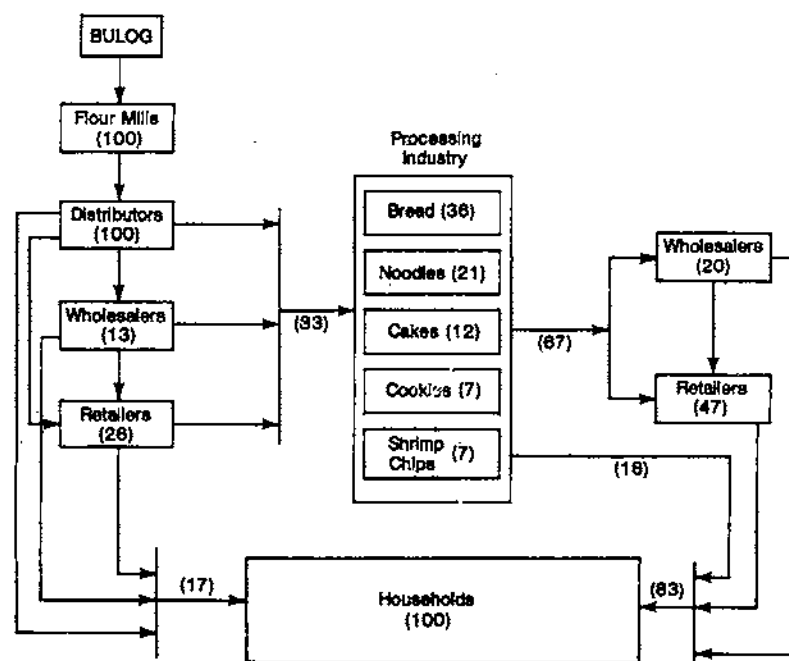 BULOG
Flour Mills
(100)
Distributors
(100)
Wholesalers
(13)
Retailers
(26)
(83)
Processing
Industry
Bread (36)
Noodles (21)
Cakes (12)
Cookies (7)
Shrimp
Chips (7)
(67)
(16)
Wholesalers
(20)
Retailers
(47)
(17)
Households
(100)
(83)